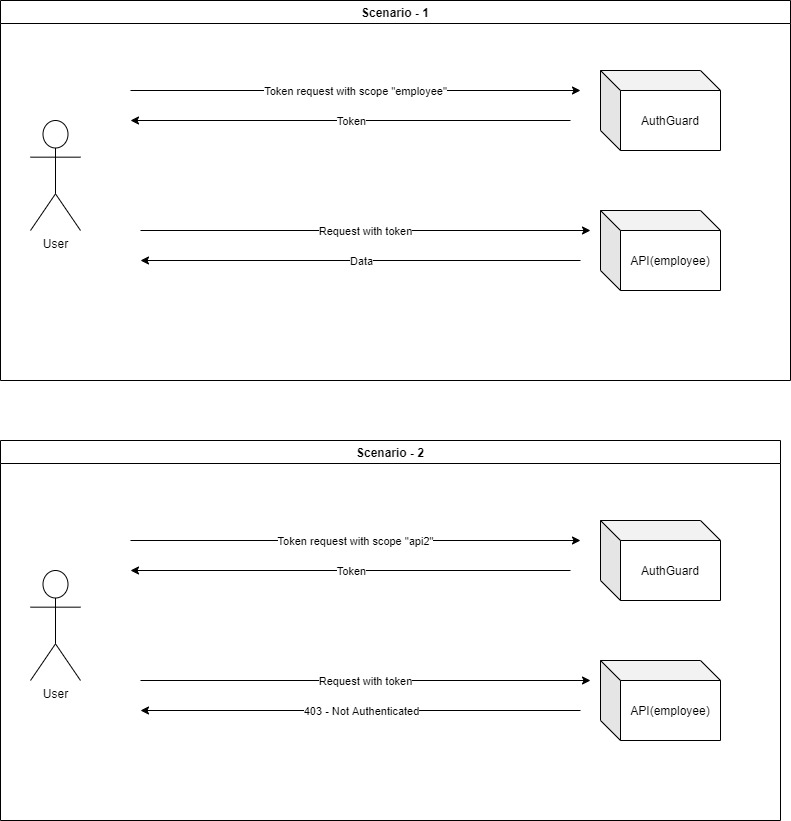 Scenario - 1
Token request with scope "employee"
AuthGuard
Token
User
Request with token
API(employee)
Data
Scenario - 2
Token request with scope "api2"
AuthGuard
Token
User
Request with token
API(employee)
403 - Not Authenticated